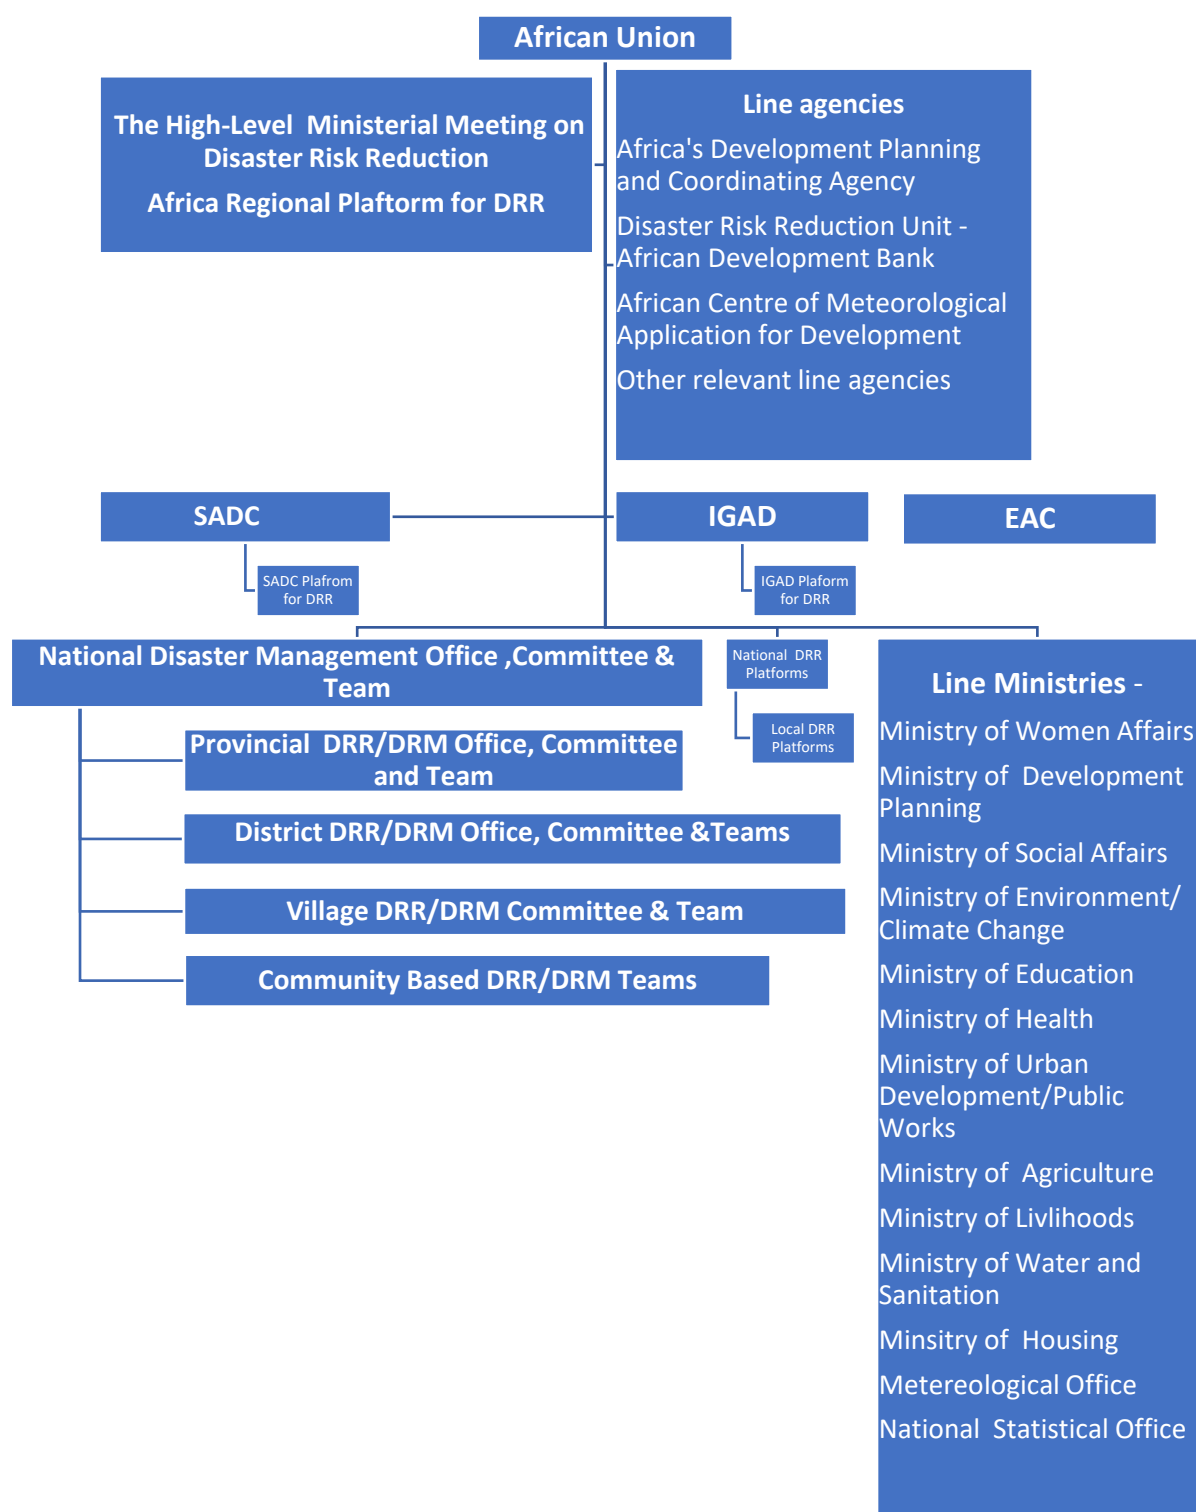 African Union
The High-Level Ministerial Meeting on
Disaster Risk Reduction
Africa Regional Plaftorm for DRR
Line agencies
Africa's Development Planning
and Coordinating Agency
Disaster Risk Reduction Unit -
African Development Bank
African Centre of Meteorological
Application for Development
Other relevant line agencies
SADC
IGAD
EAC
SADC Plafrom
for DRR
IGAD Plaform
for DRR
National Disaster Management Office ,Committee &
Team
National DRR
Platforms
Local DRR
Platforms
Provincial DRR/DRM Office, Committee
and Team
District DRR/DRM Office, Committee &Teams
Village DRR/DRM Committee & Team
Community Based DRR/DRM Teams
Line Ministries -
Ministry of Women Affairs
Ministry of Development
Planning
Ministry of Social Affairs
Ministry of Environment/
Climate Change
Ministry of Education
Ministry of Health
Ministry of Urban
Development/Public
Works
Ministry of Agriculture
Ministry of Livlihoods
Ministry of Water and
Sanitation
Minsitry of Housing
Metereological Office
National Statistical Office